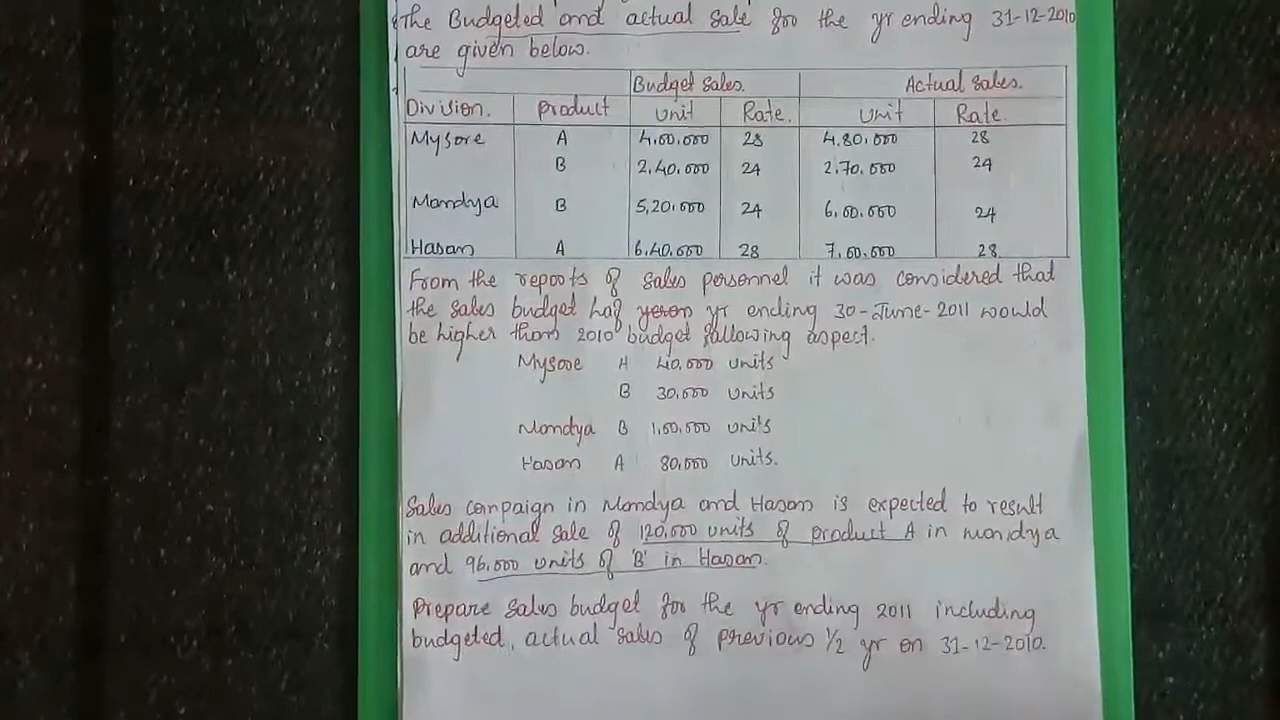 The Budgeted and actual Sale for the yr ending 31-12-2010
are given below.
Budget Sales. Actual Sales.
Division. Product Unit Rate. Unit Rate.
Mysore A 4,00,000 28 4,80,000 28
B 2,40,000 24 2,70,000 24
Mandya B 5,20,000 24 6,00,000 24
Hasan A 6,40,000 28 7,60,000 28
From the reports of Sales personnel it was considered that
the Sales budget half yr ending 30-June-2011 would
be higher than 2010 budget fallowing aspect.
Mysore A 40,000 Units
B 30,000 Units
Mandya B 1,60,000 Units
Hasan A 80,000 Units.
Sales campaign in Mandya and Hasan is expected to result
in additional Sale of 120,000 units of product A in mandya
and 96,000 units of 'B' in Hasan.
Prepare Sales budget for the yr ending 2011 including
budgeted, actual Sales of previous 1/2 yr on 31-12-2010.